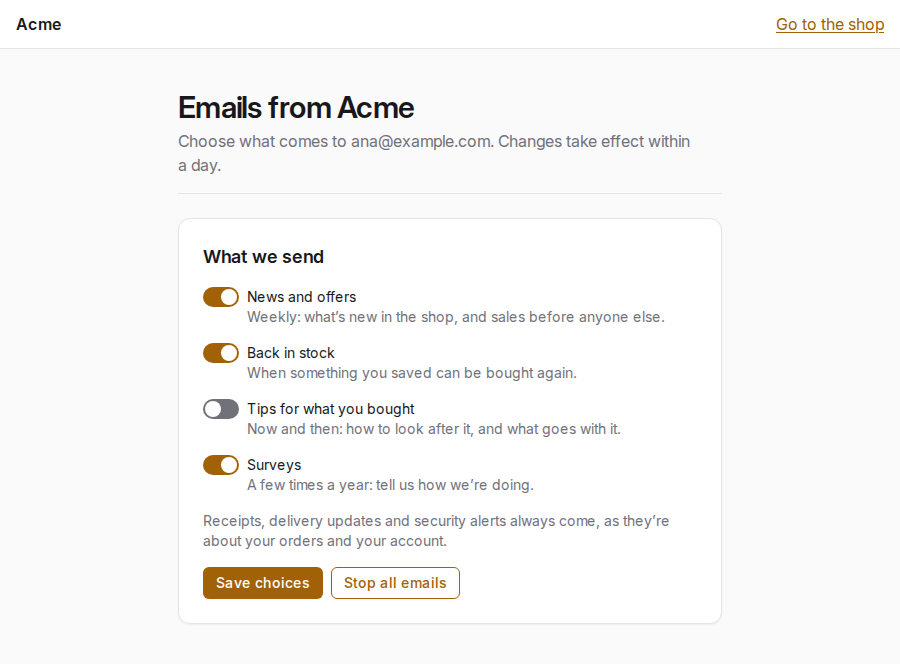 Acme
Go to the shop
Emails from Acme
Choose what comes to ana@example.com. Changes take effect within
a day.
What we send
News and offers
Weekly: what’s new in the shop, and sales before anyone else.
Back in stock
When something you saved can be bought again.
Tips for what you bought
Now and then: how to look after it, and what goes with it.
Surveys
A few times a year: tell us how we’re doing.
Receipts, delivery updates and security alerts always come, as they’re
about your orders and your account.
Save choices
Stop all emails